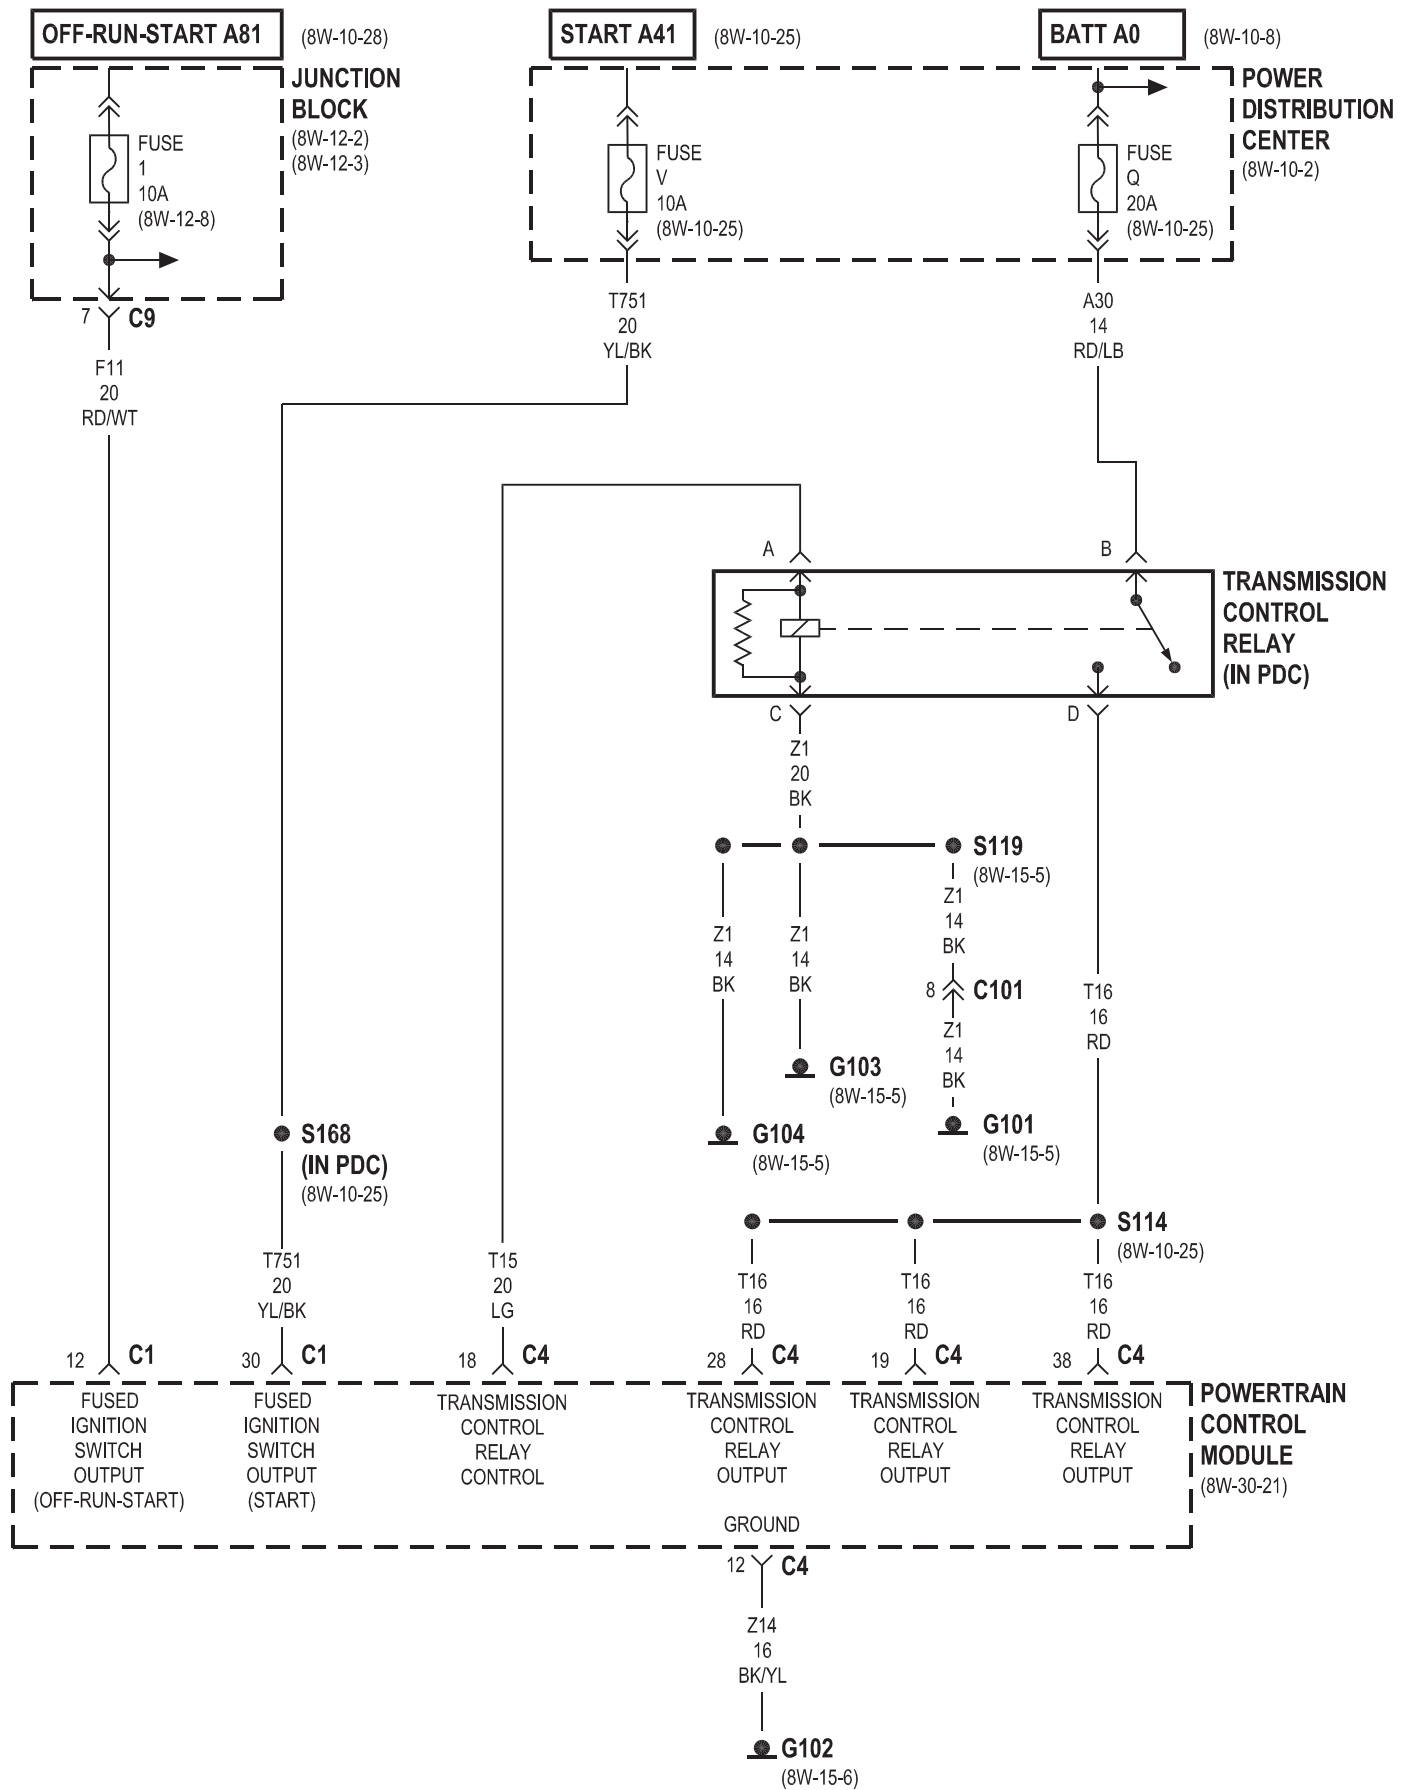 OFF-RUN-START A81 (8W-10-28)
START A41 (8W-10-25)
BATT A0 (8W-10-8)
JUNCTION
BLOCK
(8W-12-2)
(8W-12-3)
FUSE
1
10A
(8W-12-8)
FUSE
V
10A
(8W-10-25)
FUSE
Q
20A
(8W-10-25)
POWER
DISTRIBUTION
CENTER
(8W-10-2)
7 C9
F11
20
RD/WT
T751
20
YL/BK
A30
14
RD/LB
A
B
TRANSMISSION
CONTROL
RELAY
(IN PDC)
C
D
Z1
20
BK
S119
(8W-15-5)
Z1
14
BK
Z1
14
BK
Z1
14
BK
8 C101
Z1
14
BK
T16
16
RD
G103
(8W-15-5)
G104
(8W-15-5)
G101
(8W-15-5)
S168
(IN PDC)
(8W-10-25)
S114
(8W-10-25)
T751
20
YL/BK
T15
20
LG
T16
16
RD
T16
16
RD
T16
16
RD
12 C1
30 C1
18 C4
28 C4
19 C4
38 C4
FUSED
IGNITION
SWITCH
OUTPUT
(OFF-RUN-START)
FUSED
IGNITION
SWITCH
OUTPUT
(START)
TRANSMISSION
CONTROL
RELAY
CONTROL
TRANSMISSION
CONTROL
RELAY
OUTPUT
TRANSMISSION
CONTROL
RELAY
OUTPUT
TRANSMISSION
CONTROL
RELAY
OUTPUT
POWERTRAIN
CONTROL
MODULE
(8W-30-21)
GROUND
12 C4
Z14
16
BK/YL
G102
(8W-15-6)